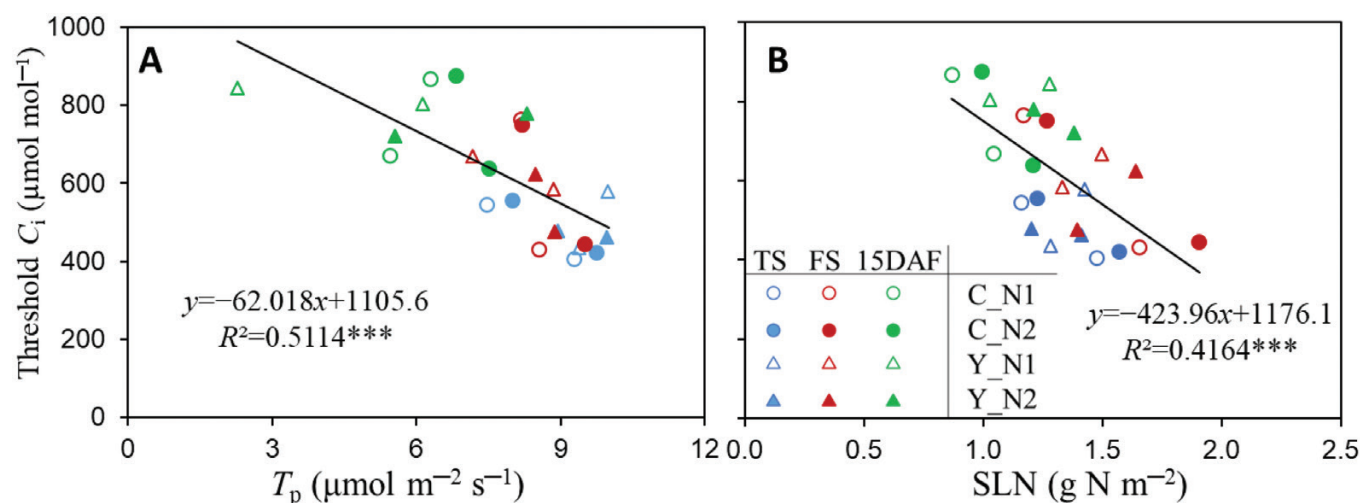 A
B
Threshold Cᵢ (μmol mol⁻¹)
1000
800
600
400
200
0
y=−62.018x+1105.6
R²=0.5114***
0 3 6 9 12
Tₚ (μmol m⁻² s⁻¹)
TS FS 15DAF
C_N1
C_N2
Y_N1
Y_N2
y=−423.96x+1176.1
R²=0.4164***
0.0 0.5 1.0 1.5 2.0 2.5
SLN (g N m⁻²)